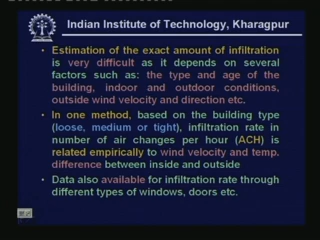 Indian Institute of Technology, Kharagpur
• Estimation of the exact amount of infiltration
is very difficult as it depends on several
factors such as: the type and age of the
building, indoor and outdoor conditions,
outside wind velocity and direction etc.
• In one method, based on the building type
(loose, medium or tight), infiltration rate in
number of air changes per hour (ACH) is
related empirically to wind velocity and temp.
difference between inside and outside
• Data also available for infiltration rate through
different types of windows, doors etc.